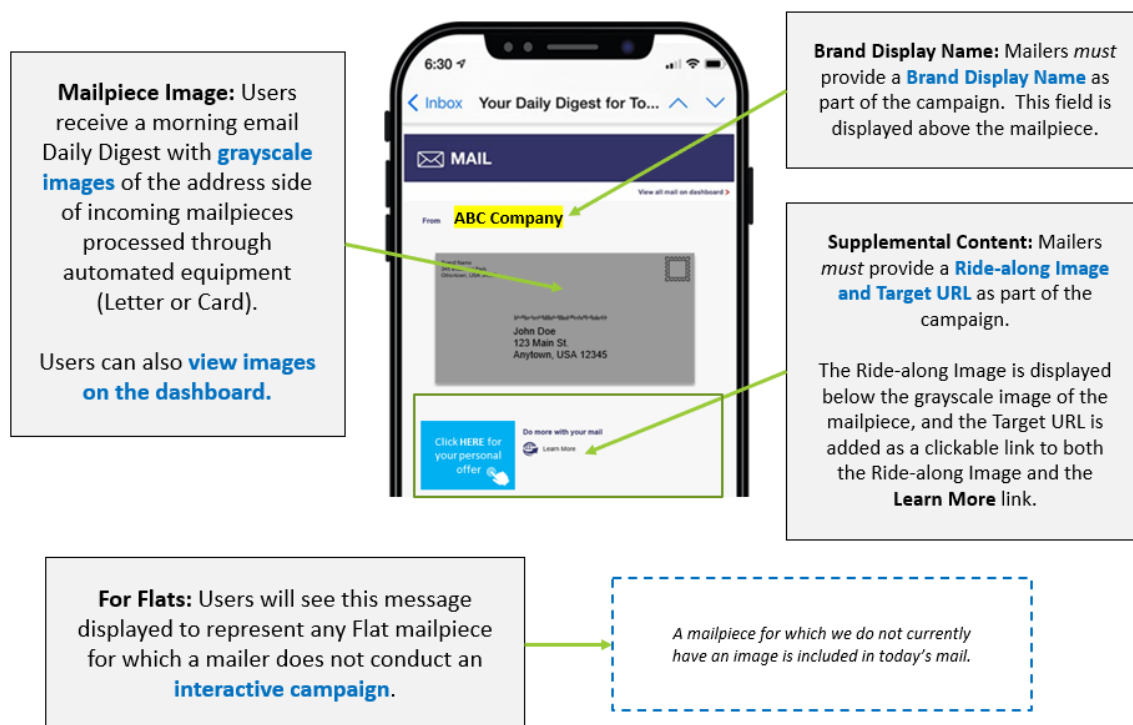 Mailpiece Image: Users
receive a morning email
Daily Digest with grayscale
images of the address side
of incoming mailpieces
processed through
automated equipment
(Letter or Card).
Users can also view images
on the dashboard.
6:30
Inbox
Your Daily Digest for To...
MAIL
View all mail on dashboard >
From
ABC Company
John Doe
123 Main St.
Anytown, USA 12345
Click HERE for
your personal
offer
Do more with your mail
Learn More
Brand Display Name: Mailers must
provide a Brand Display Name as
part of the campaign. This field is
displayed above the mailpiece.
Supplemental Content: Mailers
must provide a Ride-along Image
and Target URL as part of the
campaign.
The Ride-along Image is displayed
below the grayscale image of the
mailpiece, and the Target URL is
added as a clickable link to both
the Ride-along Image and the
Learn More link.
For Flats: Users will see this message
displayed to represent any Flat mailpiece
for which a mailer does not conduct an
interactive campaign.
A mailpiece for which we do not currently
have an image is included in today's mail.